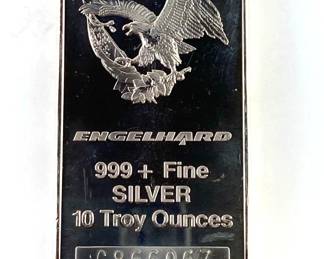 ENGELHARD
999 + Fine
SILVER
10 Troy Ounces